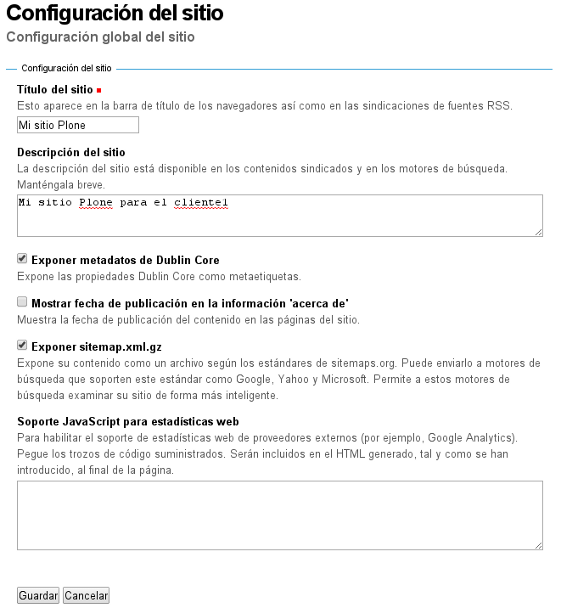 Configuración del sitio
Configuración global del sitio
Configuración del sitio
Título del sitio
Esto aparece en la barra de título de los navegadores así como en las sindicaciones de fuentes RSS.
Mi sitio Plone
Descripción del sitio
La descripción del sitio está disponible en los contenidos sindicados y en los motores de búsqueda.
Manténgala breve.
Mi sitio Plone para el cliente1
Exponer metadatos de Dublin Core
Expone las propiedades Dublin Core como metaetiquetas.
Mostrar fecha de publicación en la información 'acerca de'
Muestra la fecha de publicación del contenido en las páginas del sitio.
Exponer sitemap.xml.gz
Expone su contenido como un archivo según los estándares de sitemaps.org. Puede enviarlo a motores de
búsqueda que soporten este estándar como Google, Yahoo y Microsoft. Permite a estos motores de
búsqueda examinar su sitio de forma más inteligente.
Soporte JavaScript para estadísticas web
Para habilitar el soporte de estadísticas web de proveedores externos (por ejemplo, Google Analytics).
Pegue los trozos de código suministrados. Serán incluidos en el HTML generado, tal y como se han
introducido, al final de la página.
Guardar Cancelar